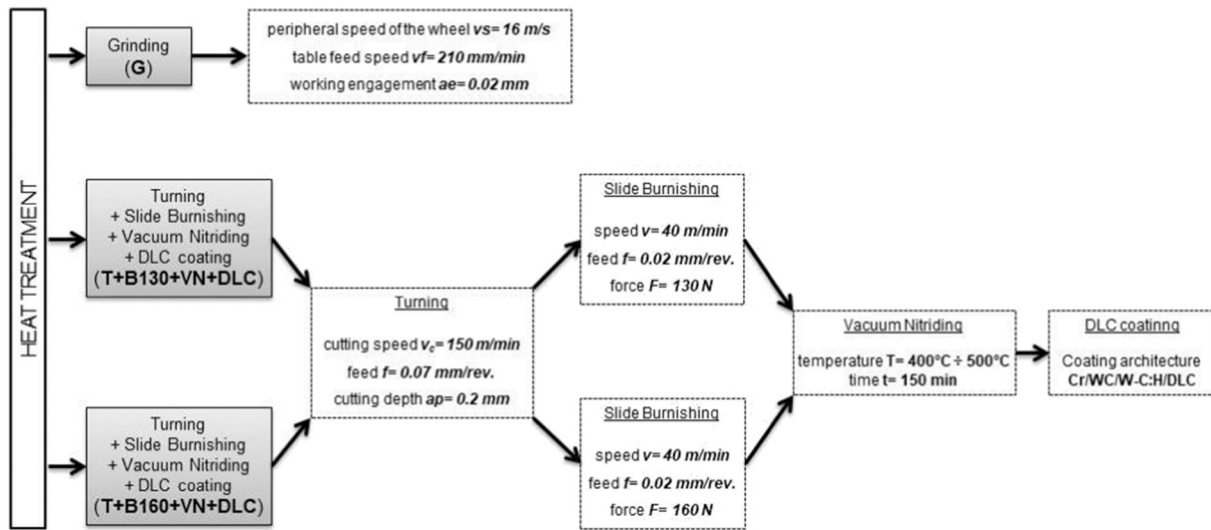 HEAT TREATMENT
Grinding
(G)
peripheral speed of the wheel vs= 16 m/s
table feed speed vf= 210 mm/min
working engagement ae= 0.02 mm
Turning
+ Slide Burnishing
+ Vacuum Nitriding
+ DLC coating
(T+B130+VN+DLC)
Turning
+ Slide Burnishing
+ Vacuum Nitriding
+ DLC coating
(T+B160+VN+DLC)
Turning
cutting speed vc= 150 m/min
feed f= 0.07 mm/rev.
cutting depth ap= 0.2 mm
Slide Burnishing
speed v= 40 m/min
feed f= 0.02 mm/rev.
force F= 130 N
Slide Burnishing
speed v= 40 m/min
feed f= 0.02 mm/rev.
force F= 160 N
Vacuum Nitriding
temperature T= 400°C ÷ 500°C
time t= 150 min
DLC coatinng
Coating architecture
Cr/WC/W-C:H/DLC